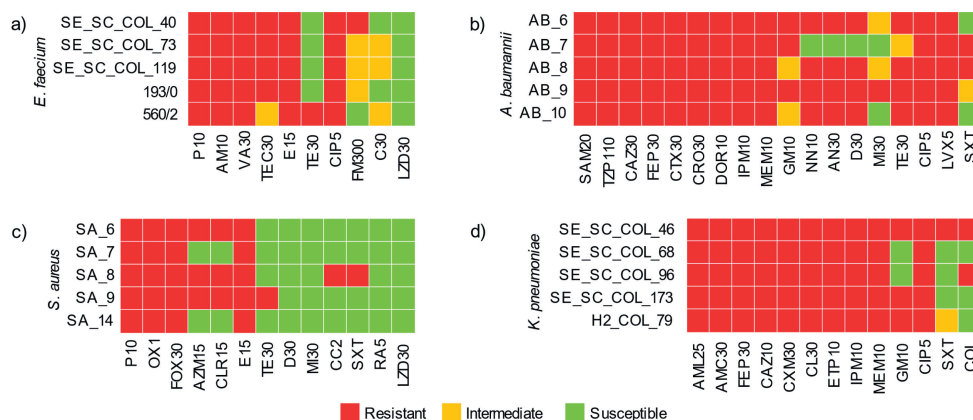 a)
E. faecium
SE_SC_COL_40
SE_SC_COL_73
SE_SC_COL_119
193/0
560/2
P10
AM10
VA30
TEC30
E15
TE30
CIP5
FM300
C30
LZD30
b)
A. baumannii
AB_6
AB_7
AB_8
AB_9
AB_10
SAM20
TZP110
CAZ30
FEP30
CTX30
CRO30
DOR10
IPM10
MEM10
GM10
NN10
AN30
D30
MI30
TE30
CIP5
LVX5
SXT
c)
S. aureus
SA_6
SA_7
SA_8
SA_9
SA_14
P10
OX1
FOX30
AZM15
CLR15
E15
TE30
D30
MI30
CC2
SXT
RA5
LZD30
d)
K. pneumoniae
SE_SC_COL_46
SE_SC_COL_68
SE_SC_COL_96
SE_SC_COL_173
H2_COL_79
AML25
AMC30
FEP30
CAZ10
CXM30
CL30
ETP10
IPM10
MEM10
GM10
CIP5
SXT
COL
Resistant
Intermediate
Susceptible